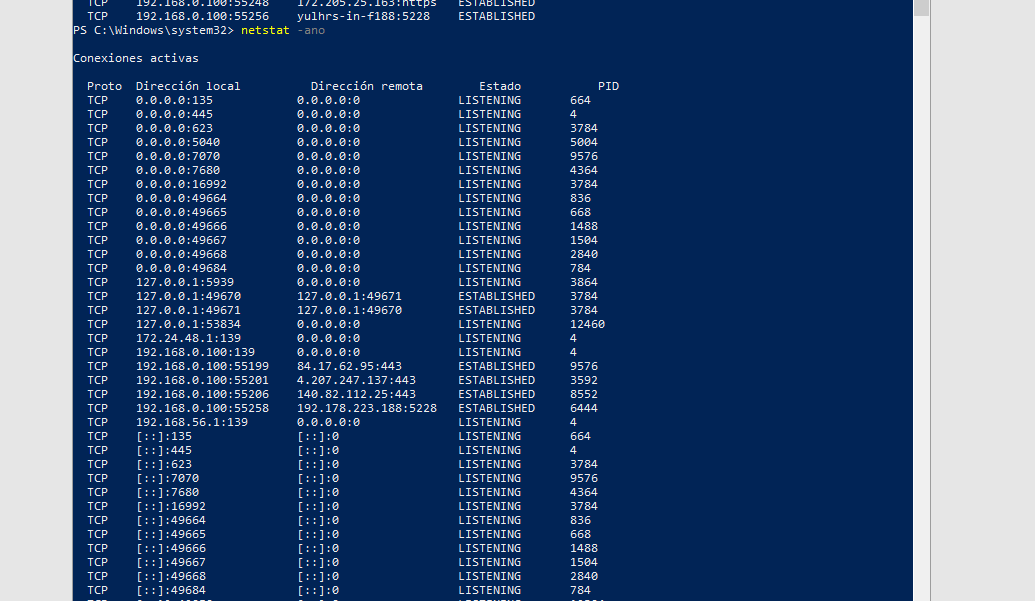 TCP 192.168.0.100:55248 172.205.25.163:https ESTABLISHED
TCP 192.168.0.100:55256 yulhrs-in-f188:5228 ESTABLISHED
PS C:\Windows\system32> netstat -ano
Conexiones activas
Proto Dirección local Dirección remota Estado PID
TCP 0.0.0.0:135 0.0.0.0:0 LISTENING 664
TCP 0.0.0.0:445 0.0.0.0:0 LISTENING 4
TCP 0.0.0.0:623 0.0.0.0:0 LISTENING 3784
TCP 0.0.0.0:5040 0.0.0.0:0 LISTENING 5004
TCP 0.0.0.0:7070 0.0.0.0:0 LISTENING 9576
TCP 0.0.0.0:7680 0.0.0.0:0 LISTENING 4364
TCP 0.0.0.0:16992 0.0.0.0:0 LISTENING 3784
TCP 0.0.0.0:49664 0.0.0.0:0 LISTENING 836
TCP 0.0.0.0:49665 0.0.0.0:0 LISTENING 668
TCP 0.0.0.0:49666 0.0.0.0:0 LISTENING 1488
TCP 0.0.0.0:49667 0.0.0.0:0 LISTENING 1504
TCP 0.0.0.0:49668 0.0.0.0:0 LISTENING 2840
TCP 0.0.0.0:49684 0.0.0.0:0 LISTENING 784
TCP 127.0.0.1:5939 0.0.0.0:0 LISTENING 3864
TCP 127.0.0.1:49670 127.0.0.1:49671 ESTABLISHED 3784
TCP 127.0.0.1:49671 127.0.0.1:49670 ESTABLISHED 3784
TCP 127.0.0.1:53834 0.0.0.0:0 LISTENING 12460
TCP 172.24.48.1:139 0.0.0.0:0 LISTENING 4
TCP 192.168.0.100:139 0.0.0.0:0 LISTENING 4
TCP 192.168.0.100:55199 84.17.62.95:443 ESTABLISHED 9576
TCP 192.168.0.100:55201 4.207.247.137:443 ESTABLISHED 3592
TCP 192.168.0.100:55206 140.82.112.25:443 ESTABLISHED 8552
TCP 192.168.0.100:55258 192.178.223.188:5228 ESTABLISHED 6444
TCP 192.168.56.1:139 0.0.0.0:0 LISTENING 4
TCP [::]:135 [::]:0 LISTENING 664
TCP [::]:445 [::]:0 LISTENING 4
TCP [::]:623 [::]:0 LISTENING 3784
TCP [::]:7070 [::]:0 LISTENING 9576
TCP [::]:7680 [::]:0 LISTENING 4364
TCP [::]:16992 [::]:0 LISTENING 3784
TCP [::]:49664 [::]:0 LISTENING 836
TCP [::]:49665 [::]:0 LISTENING 668
TCP [::]:49666 [::]:0 LISTENING 1488
TCP [::]:49667 [::]:0 LISTENING 1504
TCP [::]:49668 [::]:0 LISTENING 2840
TCP [::]:49684 [::]:0 LISTENING 784